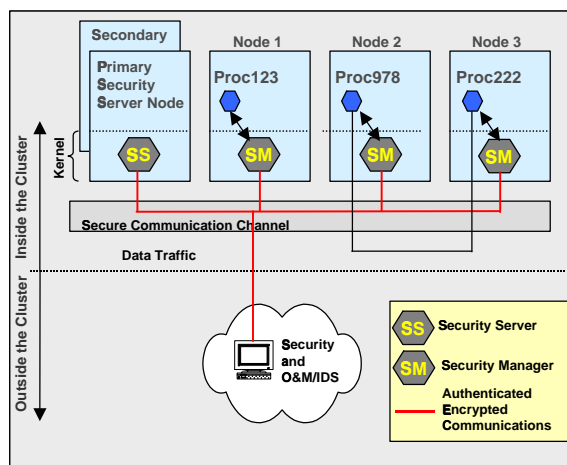 Secondary
Primary
Security
Server Node
Node 1
Node 2
Node 3
Proc123
Proc978
Proc222
Kernel
SS
SM
SM
SM
Inside the Cluster
Secure Communication Channel
Data Traffic
Outside the Cluster
Security
and
O&M/IDS
SS
Security Server
SM
Security Manager
Authenticated
Encrypted
Communications